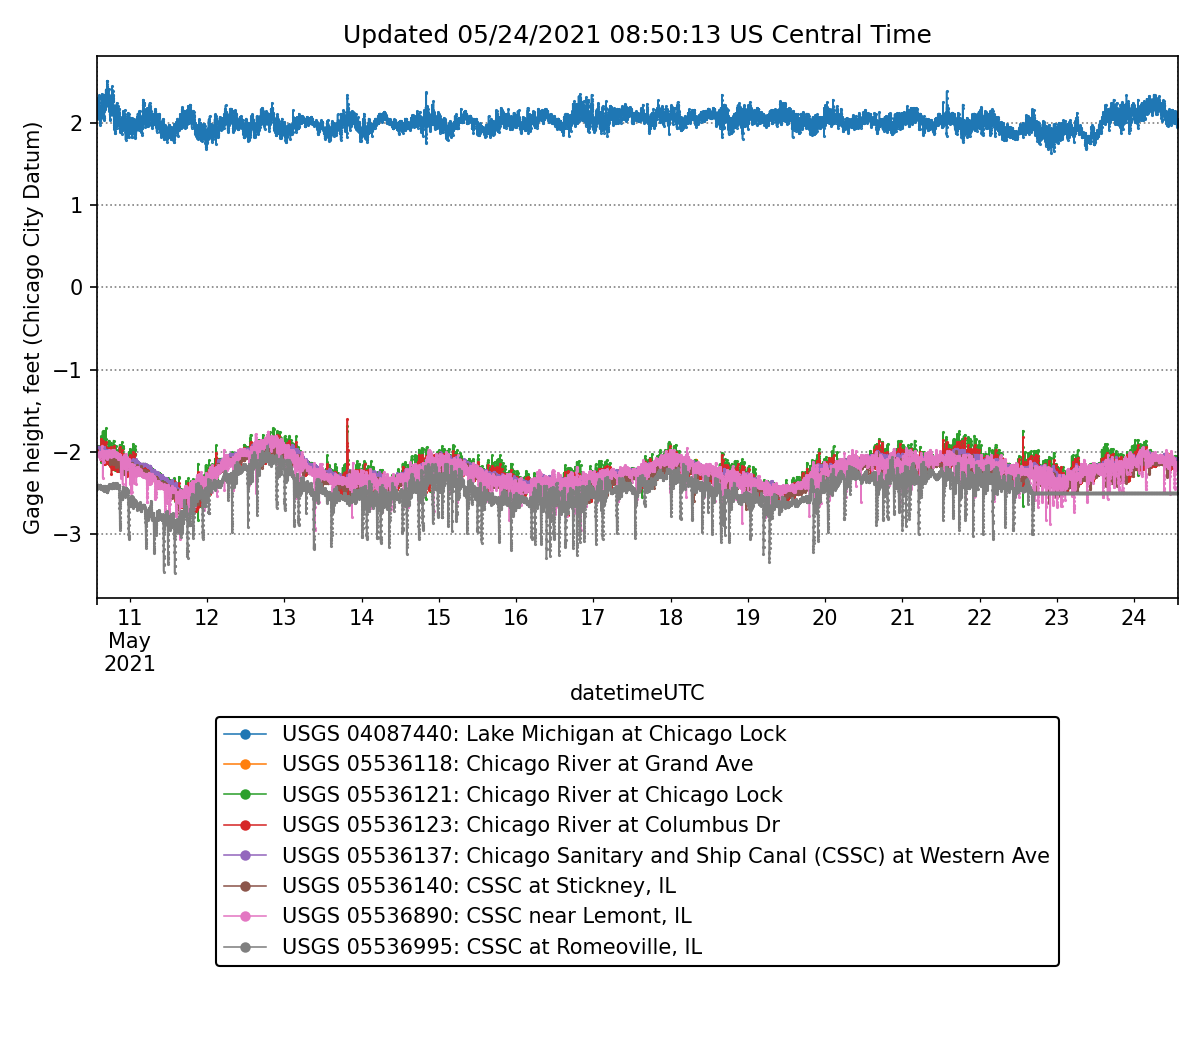 Updated 05/24/2021 08:50:13 US Central Time
Gage height, feet (Chicago City Datum)
2
1
0
−1
−2
−3
11 12 13 14 15 16 17 18 19 20 21 22 23 24
May
2021
datetimeUTC
USGS 04087440: Lake Michigan at Chicago Lock
USGS 05536118: Chicago River at Grand Ave
USGS 05536121: Chicago River at Chicago Lock
USGS 05536123: Chicago River at Columbus Dr
USGS 05536137: Chicago Sanitary and Ship Canal (CSSC) at Western Ave
USGS 05536140: CSSC at Stickney, IL
USGS 05536890: CSSC near Lemont, IL
USGS 05536995: CSSC at Romeoville, IL